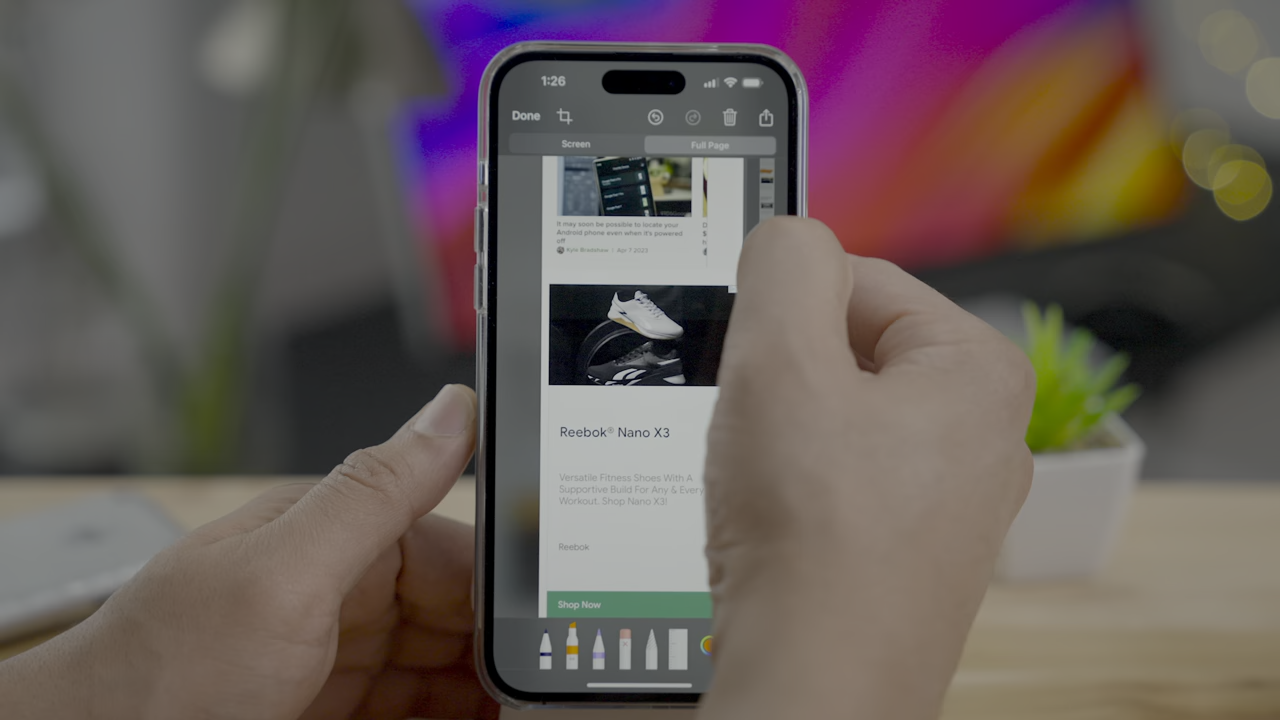 1:26
Done
Screen
Full Page
It may soon be possible to locate your
Android phone even when it's powered
off
Kyle Bradshaw | Apr 7 2023
Reebok® Nano X3
Versatile Fitness Shoes With A
Supportive Build For Any & Every
Workout. Shop Nano X3!
Reebok
Shop Now